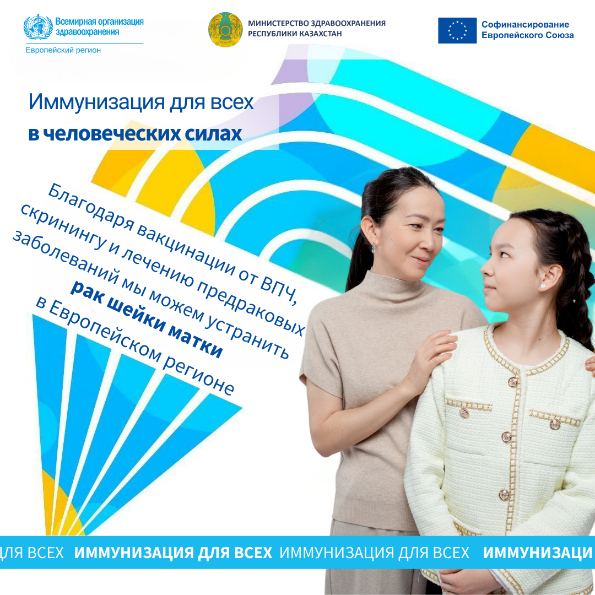 Всемирная организация
здравоохранения
Европейский регион
МИНИСТЕРСТВО ЗДРАВООХРАНЕНИЯ
РЕСПУБЛИКИ КАЗАХСТАН
Софинансирование
Европейского Союза
Иммунизация для всех
в человеческих силах
Благодаря вакцинации от ВПЧ,
скринингу и лечению предраковых
заболеваний мы можем устранить
рак шейки матки
в Европейском регионе
ДЛЯ ВСЕХ ИММУНИЗАЦИЯ ДЛЯ ВСЕХ ИММУНИЗАЦИЯ ДЛЯ ВСЕХ ИММУНИЗАЦИ